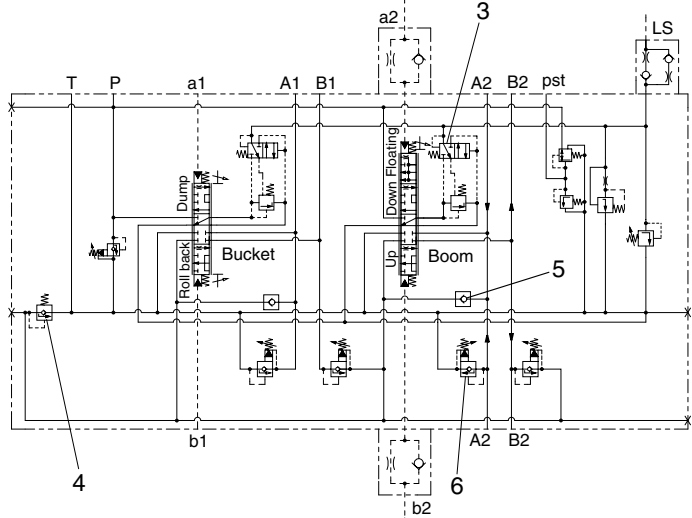 a2
3
LS
T P a1 A1 B1 A2 B2 pst
Dump
Down Floating
Roll back
Bucket
Up
Boom
5
b1
A2 B2
4
6
b2